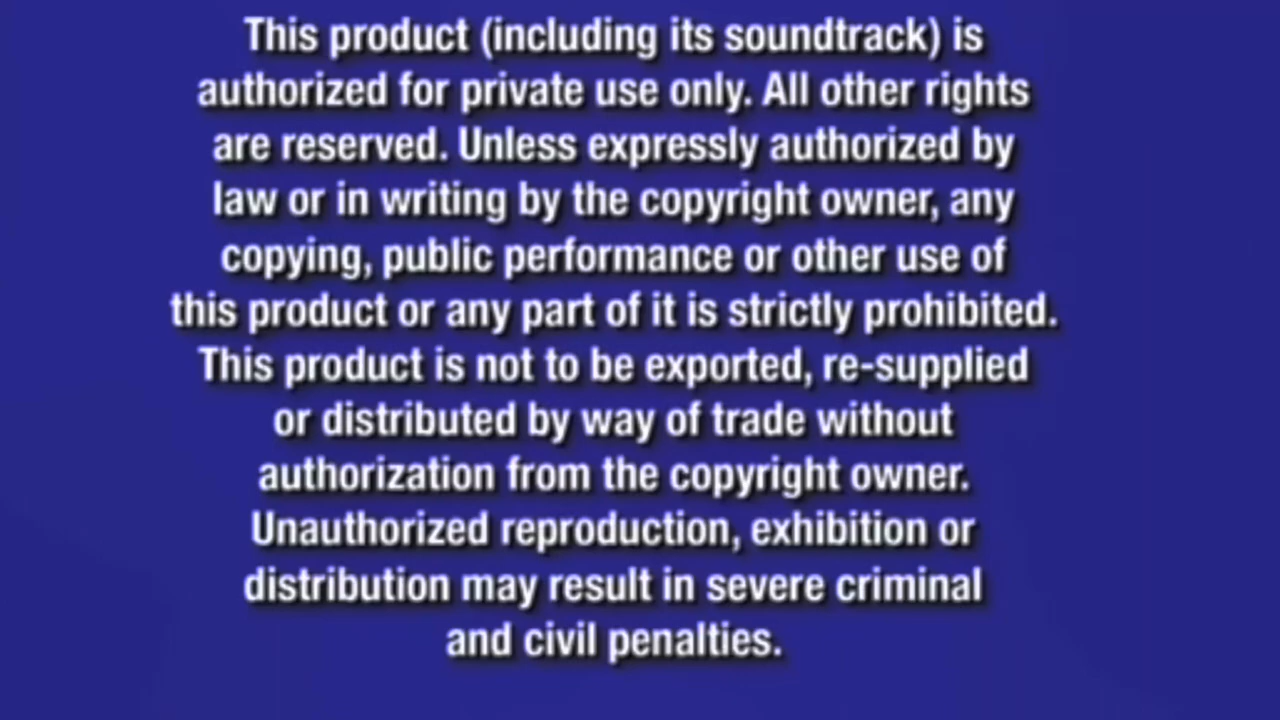 This product (including its soundtrack) is
authorized for private use only. All other rights
are reserved. Unless expressly authorized by
law or in writing by the copyright owner, any
copying, public performance or other use of
this product or any part of it is strictly prohibited.
This product is not to be exported, re-supplied
or distributed by way of trade without
authorization from the copyright owner.
Unauthorized reproduction, exhibition or
distribution may result in severe criminal
and civil penalties.